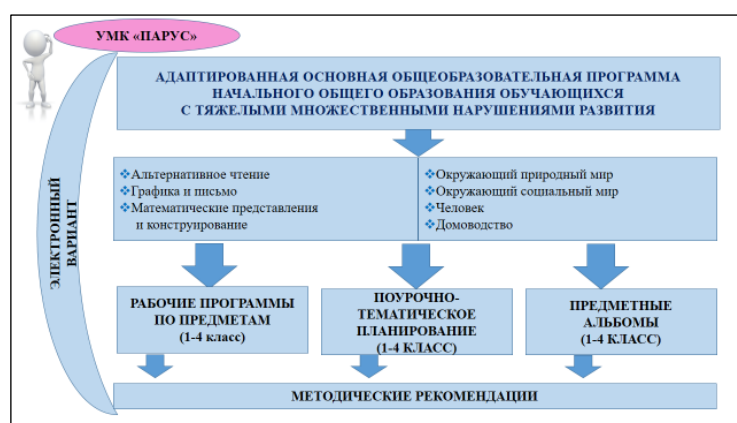 УМК «ПАРУС»
АДАПТИРОВАННАЯ ОСНОВНАЯ ОБЩЕОБРАЗОВАТЕЛЬНАЯ ПРОГРАММА
НАЧАЛЬНОГО ОБЩЕГО ОБРАЗОВАНИЯ ОБУЧАЮЩИХСЯ
С ТЯЖЕЛЫМИ МНОЖЕСТВЕННЫМИ НАРУШЕНИЯМИ РАЗВИТИЯ
ЭЛЕКТРОННЫЙ
ВАРИАНТ
❖Альтернативное чтение
❖Графика и письмо
❖Математические представления
и конструирование
❖Окружающий природный мир
❖Окружающий социальный мир
❖Человек
❖Домоводство
РАБОЧИЕ ПРОГРАММЫ
ПО ПРЕДМЕТАМ
(1-4 класс)
ПОУРОЧНО-
ТЕМАТИЧЕСКОЕ
ПЛАНИРОВАНИЕ
(1-4 КЛАСС)
ПРЕДМЕТНЫЕ
АЛЬБОМЫ
(1-4 КЛАСС)
МЕТОДИЧЕСКИЕ РЕКОМЕНДАЦИИ